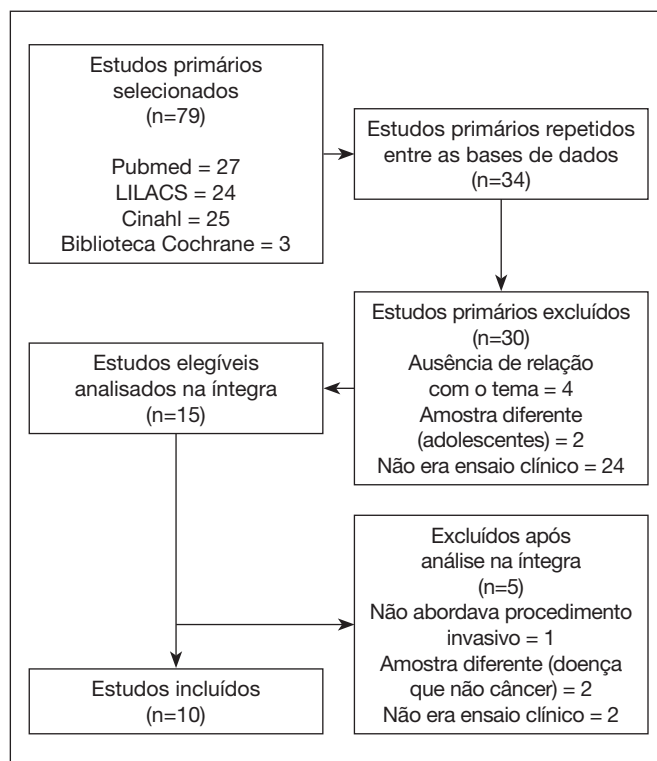 Estudos primários
selecionados
(n=79)
Pubmed = 27
LILACS = 24
Cinahl = 25
Biblioteca Cochrane = 3
Estudos primários repetidos
entre as bases de dados
(n=34)
Estudos primários excluídos
(n=30)
Ausência de relação
com o tema = 4
Amostra diferente
(adolescentes) = 2
Não era ensaio clínico = 24
Estudos elegíveis
analisados na íntegra
(n=15)
Excluídos após
análise na íntegra
(n=5)
Não abordava procedimento
invasivo = 1
Amostra diferente (doença
que não câncer) = 2
Não era ensaio clínico = 2
Estudos incluídos
(n=10)